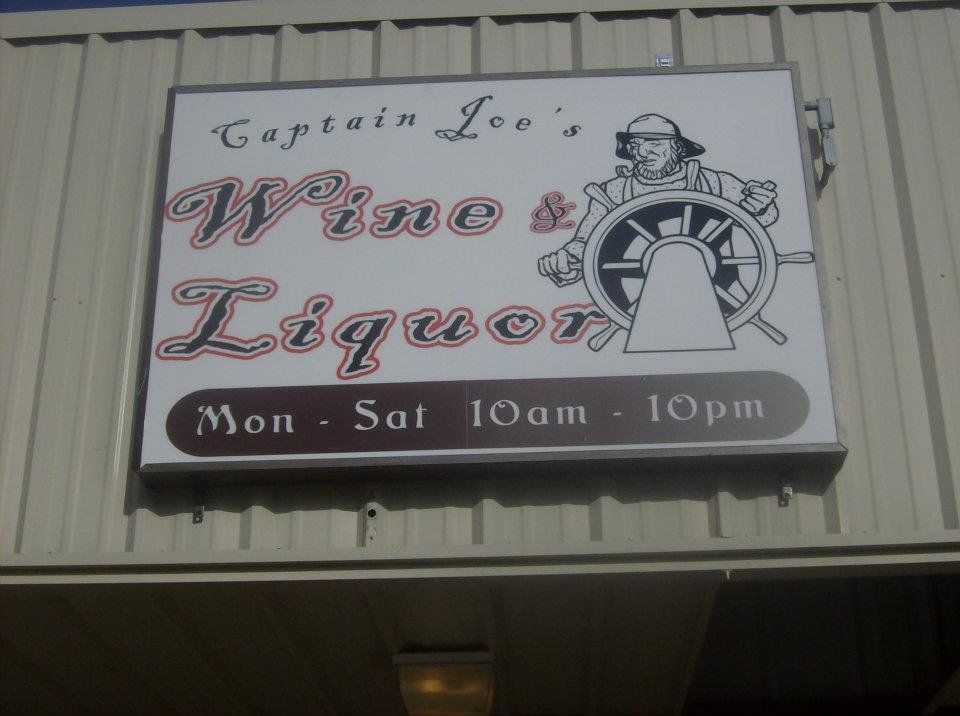 Captain Joe's
Wine &
Liquor
Mon - Sat 10am - 10pm